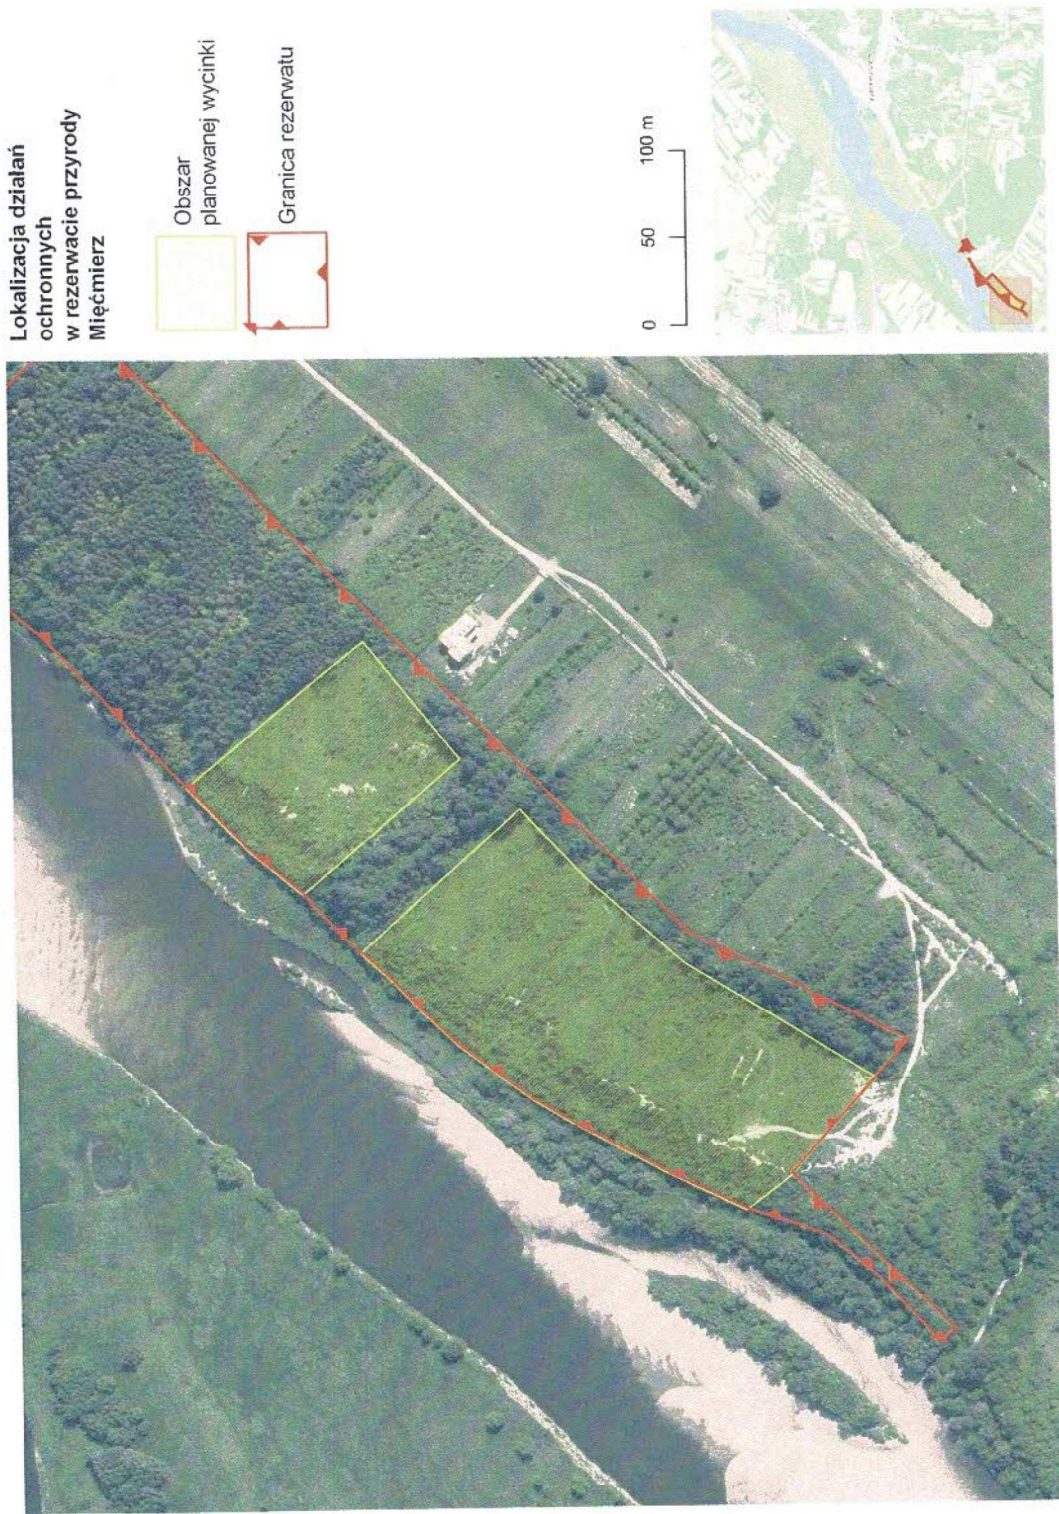 Lokalizacja działań
ochronnych
w rezerwacie przyrody
Mięćmierz
Obszar
planowanej wycinki
Granica rezerwatu
0
50
100 m